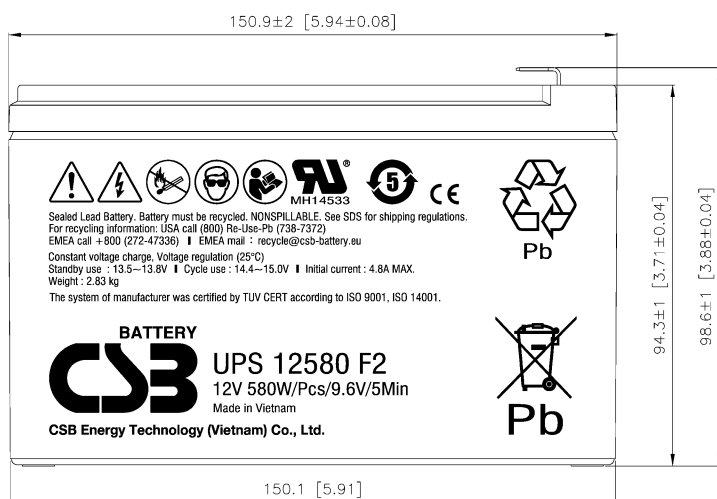 150.9±2 [5.94±0.08]
5
®
MH14533
CE
Sealed Lead Battery. Battery must be recycled. NONSPILLABLE. See SDS for shipping regulations.
For recycling information: USA call (800) Re-Use-Pb (738-7372)
EMEA call +800 (272-47336) ▮ EMEA mail : recycle@csb-battery.eu
Pb
Constant voltage charge, Voltage regulation (25°C)
Standby use : 13.5~13.8V ▮ Cycle use : 14.4~15.0V ▮ Initial current : 4.8A MAX.
Weight : 2.83 kg
The system of manufacturer was certified by TUV CERT according to ISO 9001, ISO 14001.
94.3±1 [3.71±0.04]
98.6±1 [3.88±0.04]
BATTERY
CSB
UPS 12580 F2
12V 580W/Pcs/9.6V/5Min
Made in Vietnam
CSB Energy Technology (Vietnam) Co., Ltd.
Pb
150.1 [5.91]